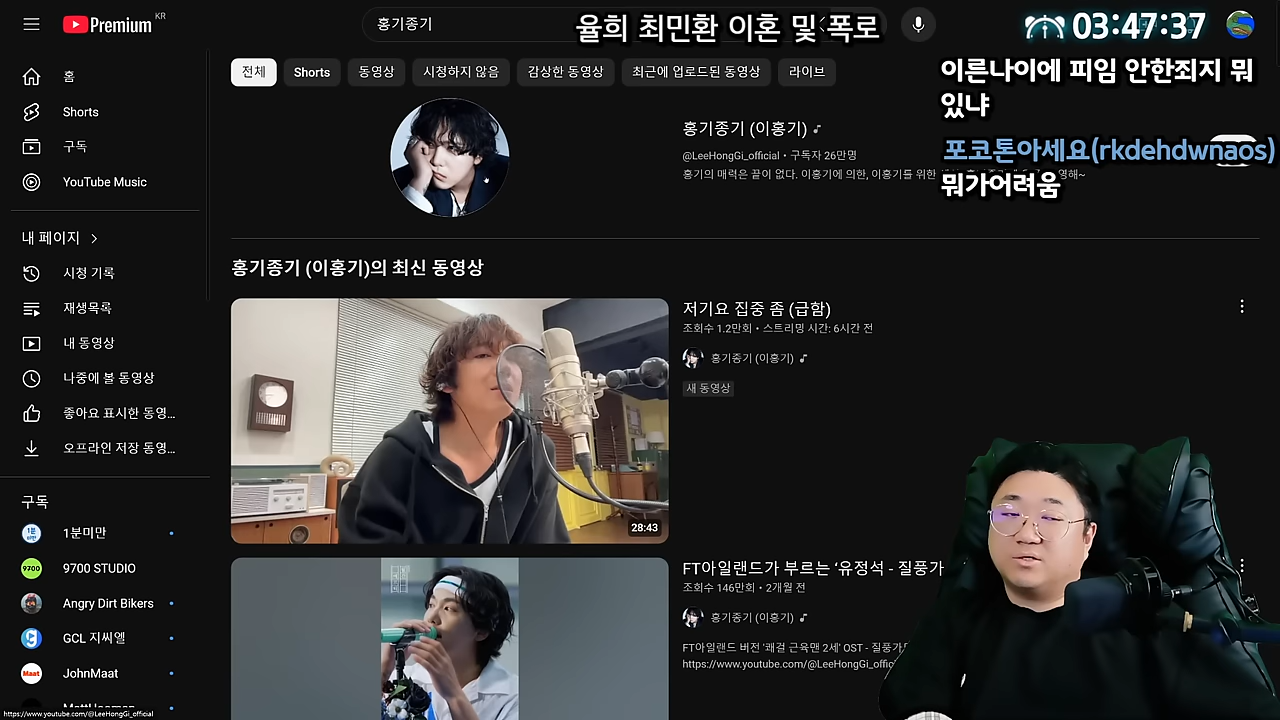 Premium KR
홍기종기
율희 최민환 이혼 및 폭로
03:47:37
이른나이에 피임 안한죄지 뭐
있냐
포코톤아세요(rkdehdwnaos)
뭐가어려움
전체
Shorts
동영상
시청하지 않음
감상한 동영상
최근에 업로드된 동영상
라이브
홈
Shorts
구독
YouTube Music
내 페이지
시청 기록
재생목록
내 동영상
나중에 볼 동영상
좋아요 표시한 동영...
오프라인 저장 동영...
구독
1분미만
9700 STUDIO
Angry Dirt Bikers
GCL 지씨엘
JohnMaat
홍기종기 (이홍기)
@LeeHongGi_official • 구독자 26만명
홍기의 매력은 끝이 없다. 이홍기에 의한, 이홍기를 위한
홍기종기 (이홍기)의 최신 동영상
28:43
저기요 집중 좀 (급함)
조회수 1.2만회 • 스트리밍 시간: 6시간 전
홍기종기 (이홍기)
새 동영상
FT아일랜드가 부르는 ‘유정석 - 질풍가
조회수 146만회 • 2개월 전
홍기종기 (이홍기)
FT아일랜드 버전 '쾌걸 근육맨 2세' OST - 질풍가
https://www.youtube.com/@LeeHongGi_offic
https://www.youtube.com/@LeeHongGi_official